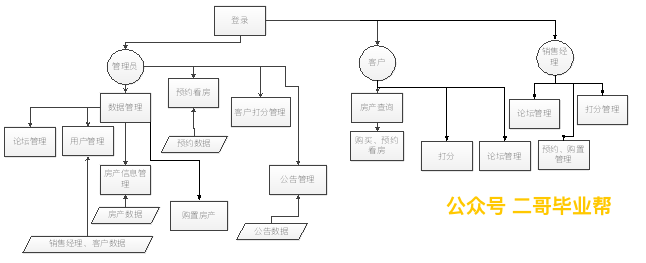 登录
管理员
客户
销售经
理
数据管理
预约看房
客户打分管理
房产查询
论坛管理
打分管理
论坛管理
用户管理
预约数据
购买、预约
看房
打分
论坛管理
预约、购置
管理
房产信息管
理
公告管理
房产数据
购置房产
公告数据
销售经理、客户数据
公众号 二哥毕业帮